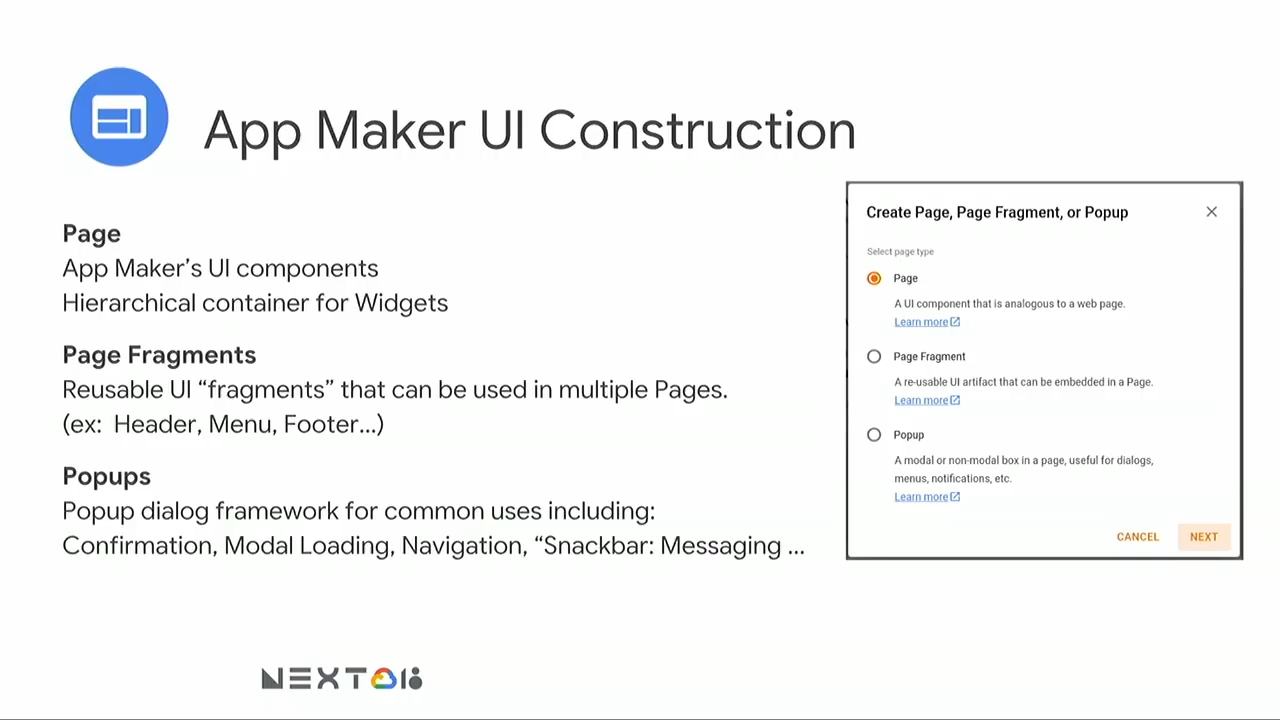 App Maker UI Construction
Page
App Maker’s UI components
Hierarchical container for Widgets
Page Fragments
Reusable UI “fragments” that can be used in multiple Pages.
(ex:  Header, Menu, Footer...)
Popups
Popup dialog framework for common uses including:
Confirmation, Modal Loading, Navigation, “Snackbar: Messaging ...
Create Page, Page Fragment, or Popup
Select page type
Page
A UI component that is analogous to a web page.
Learn more
Page Fragment
A re-usable UI artifact that can be embedded in a Page.
Learn more
Popup
A modal or non-modal box in a page, useful for dialogs,
menus, notifications, etc.
Learn more
CANCEL NEXT
NEXT 18